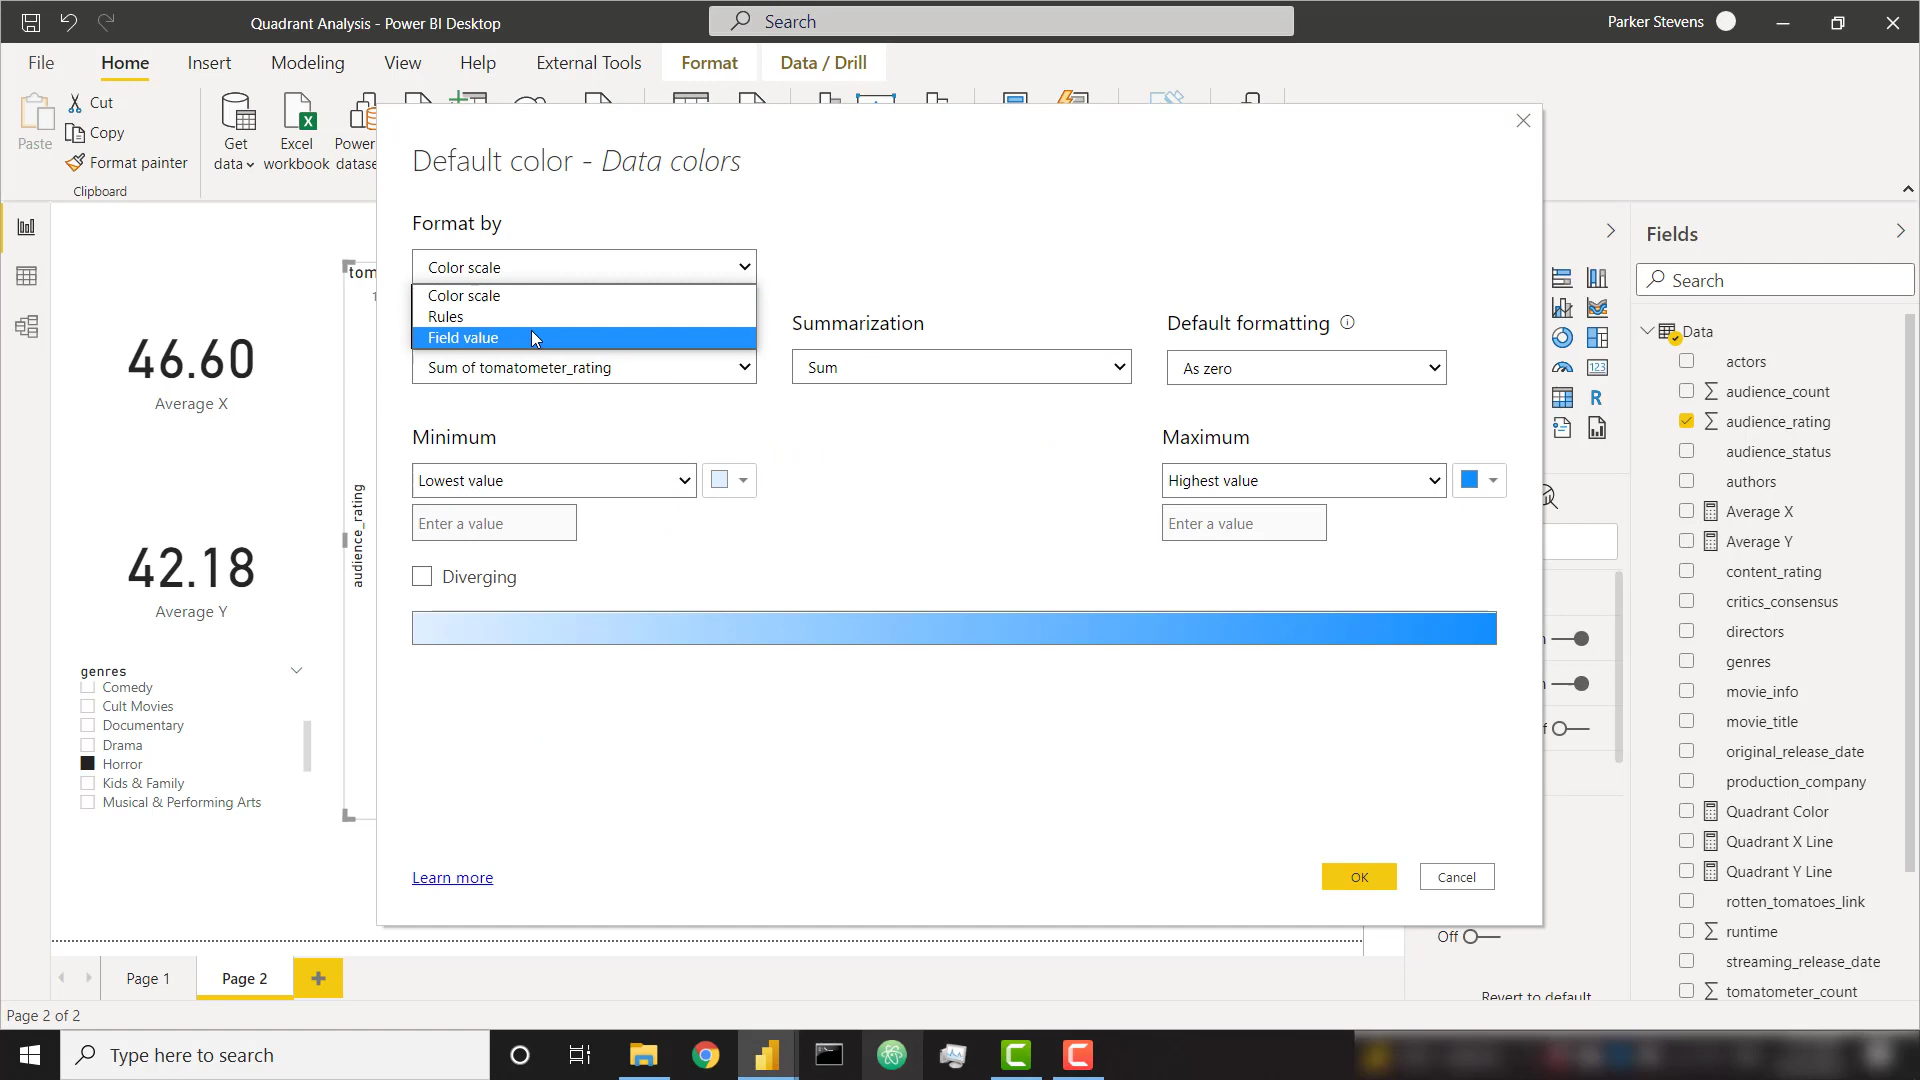 Quadrant Analysis - Power BI Desktop
Search
Parker Stevens
File
Home
Insert
Modeling
View
Help
External Tools
Format
Data / Drill
Paste
Cut
Copy
Format painter
Clipboard
Get
data
Excel
workbook
Power
datase
Default color - Data colors
Format by
Color scale
Color scale
Rules
Field value
Sum of tomatometer_rating
Summarization
Sum
Default formatting
As zero
Minimum
Lowest value
Enter a value
Maximum
Highest value
Enter a value
Diverging
Learn more
OK
Cancel
46.60
Average X
42.18
Average Y
tom
1
audience_rating
genres
Comedy
Cult Movies
Documentary
Drama
Horror
Kids & Family
Musical & Performing Arts
Off
Revert to default
Fields
Search
Data
actors
audience_count
audience_rating
audience_status
authors
Average X
Average Y
content_rating
critics_consensus
directors
genres
movie_info
movie_title
original_release_date
production_company
Quadrant Color
Quadrant X Line
Quadrant Y Line
rotten_tomatoes_link
runtime
streaming_release_date
tomatometer_count
Page 1
Page 2
Page 2 of 2
Type here to search